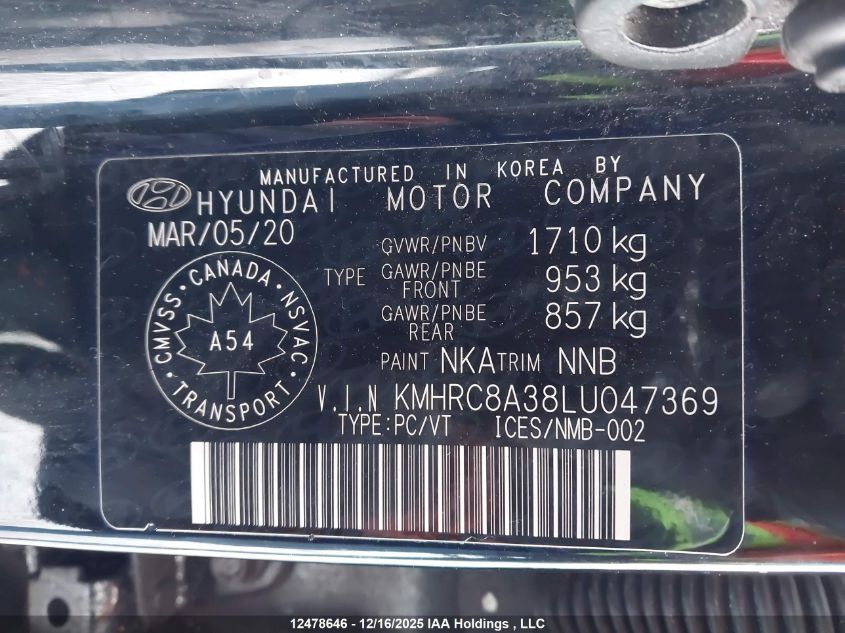 MANUFACTURED IN KOREA BY
HYUNDAI MOTOR COMPANY
MAR/05/20
GVWR/PNBV 1710 kg
TYPE GAWR/PNBE FRONT 953 kg
GAWR/PNBE REAR 857 kg
CANADA
CMVSS NSVAC
A54
TRANSPORT
PAINT NKA TRIM NNB
V.I.N KMHRC8A38LU047369
TYPE:PC/VT ICES/NMB-002
12478646 - 12/16/2025 IAA Holdings , LLC